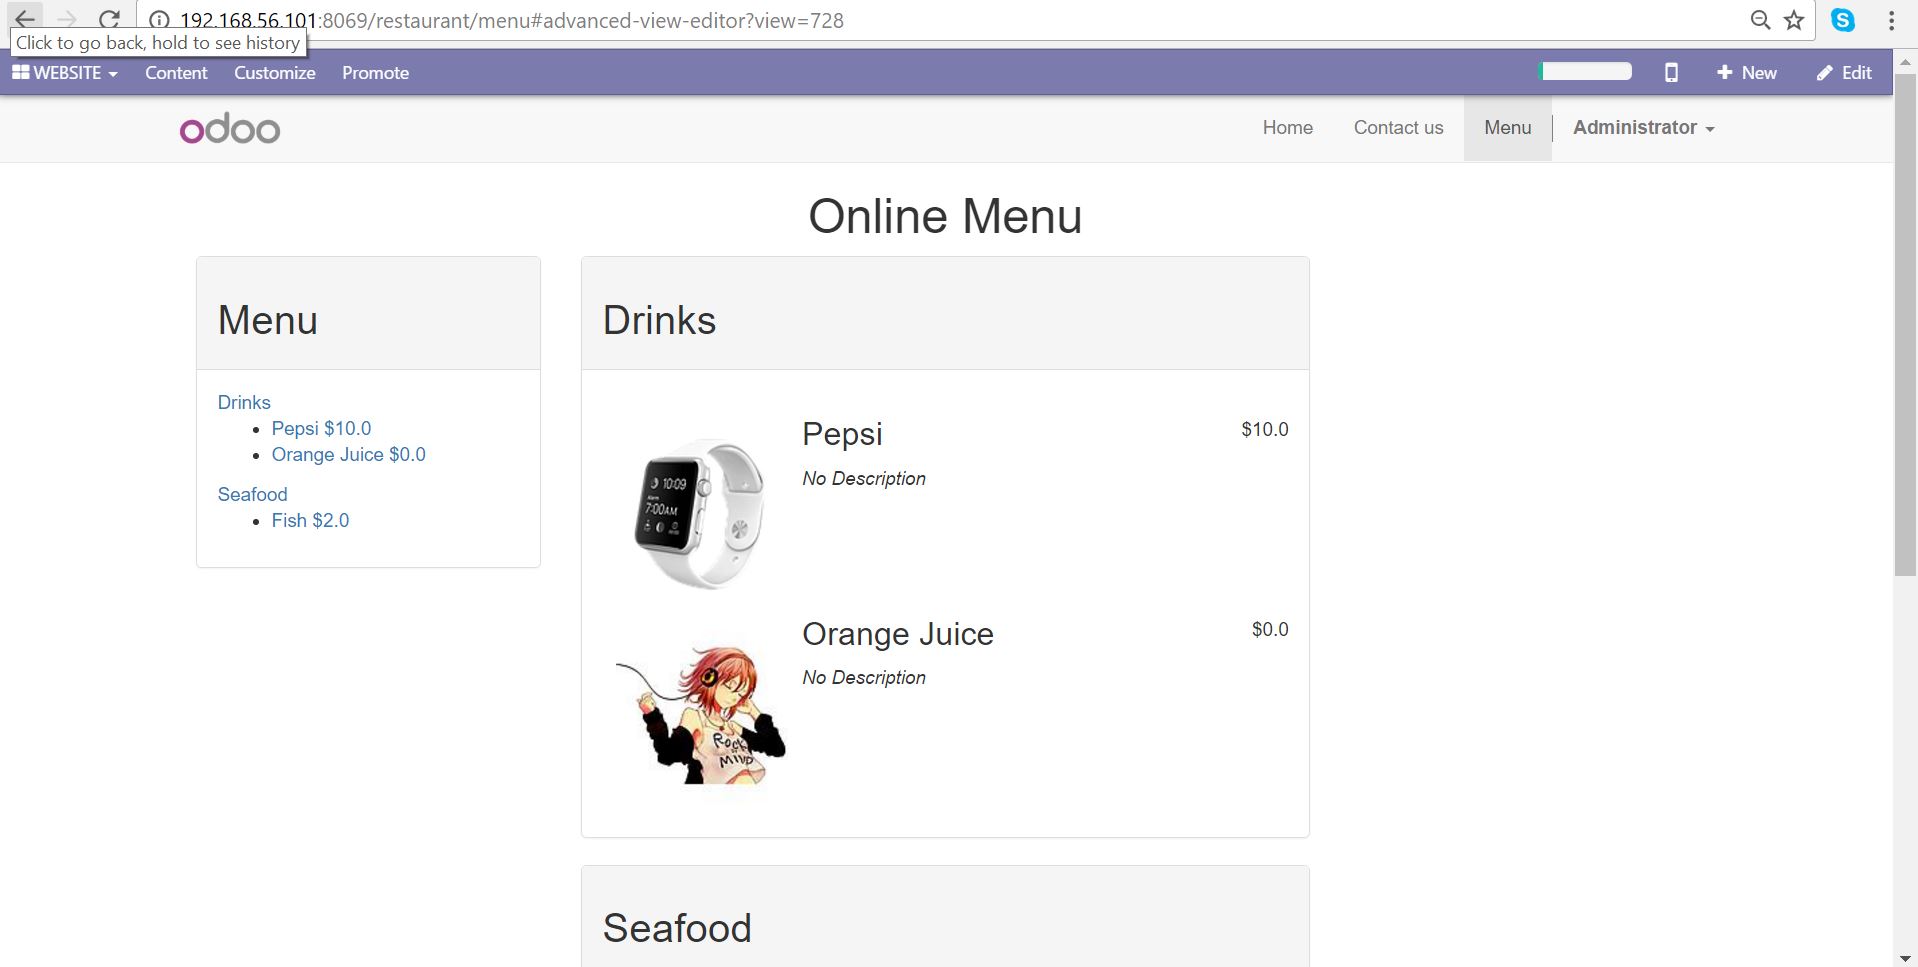 192.168.56.101:8069/restaurant/menu#advanced-view-editor?view=728
Click to go back, hold to see history
WEBSITE Content Customize Promote New Edit
odoo Home Contact us Menu Administrator
Online Menu
Menu
Drinks
Pepsi $10.0
Orange Juice $0.0
Seafood
Fish $2.0
Drinks
Pepsi $10.0
No Description
10:09
Alarm
7:00AM
Orange Juice $0.0
No Description
ROCK
MIND
Seafood